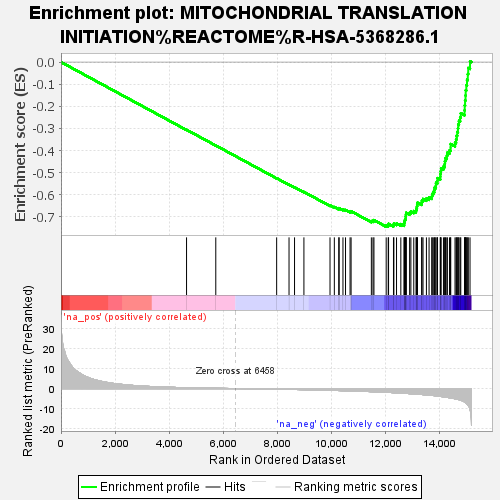 Enrichment plot: MITOCHONDRIAL TRANSLATION
INITIATION%REACTOME%R-HSA-5368286.1
Enrichment score (ES)
0.0
-0.1
-0.2
-0.3
-0.4
-0.5
-0.6
-0.7
'na_pos' (positively correlated)
Ranked list metric (PreRanked)
30
20
10
0
-10
-20
Zero cross at 6458
'na_neg' (negatively correlated)
0 2,000 4,000 6,000 8,000 10,000 12,000 14,000
Rank in Ordered Dataset
Enrichment profile Hits Ranking metric scores